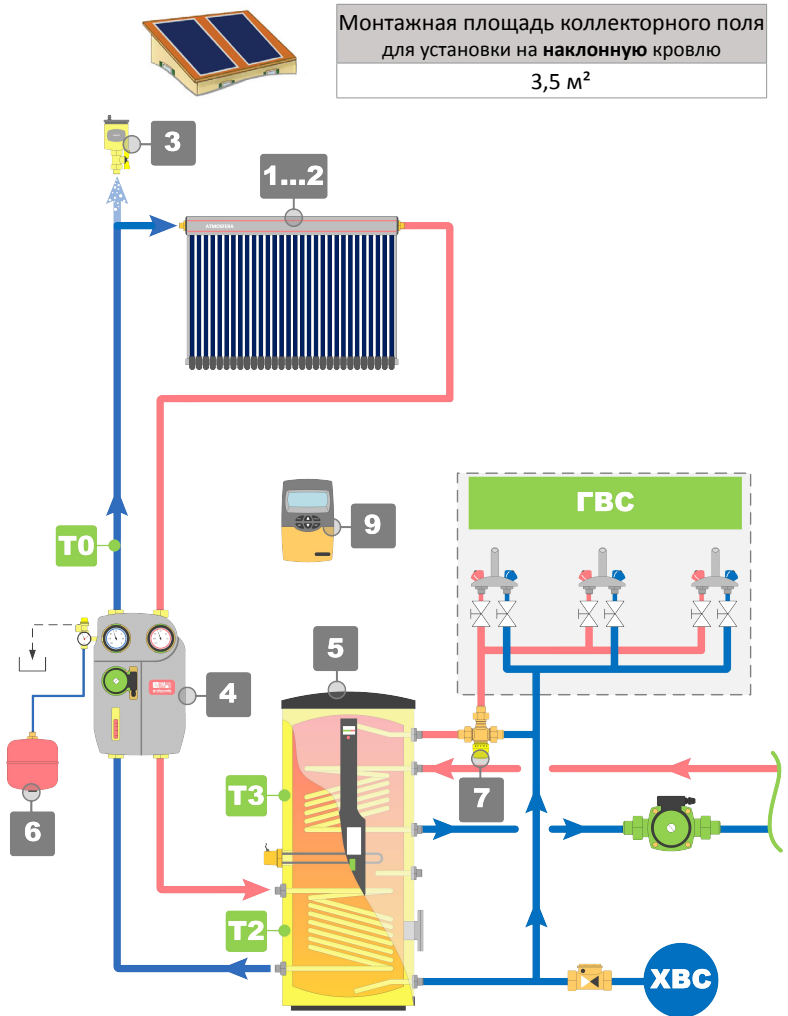 Монтажная площадь коллекторного поля
для установки на наклонную кровлю
3,5 м²
3
1...2
ATMOSFERA
9
ГВС
T0
5
4
7
T3
6
T2
ХВС